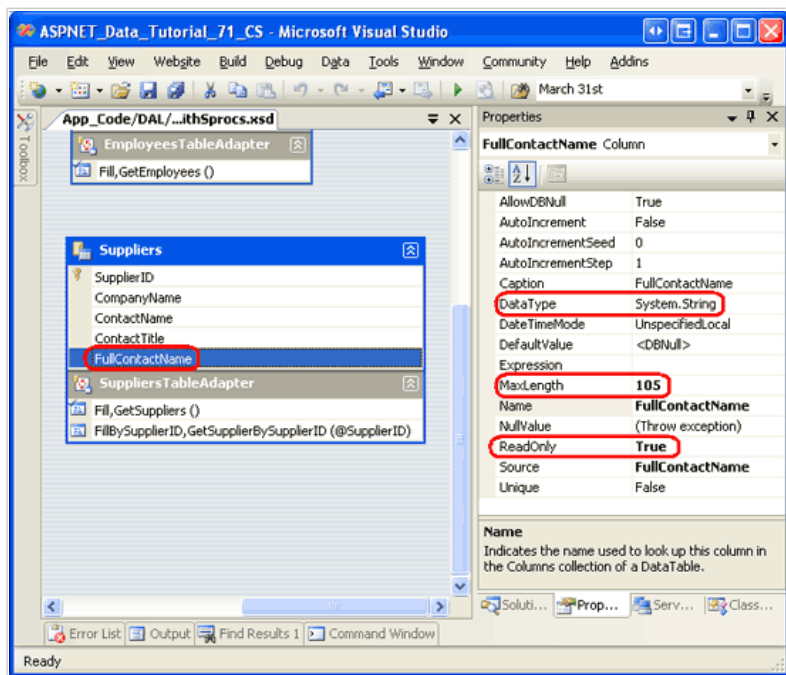 ASPNET_Data_Tutorial_71_CS - Microsoft Visual Studio
File Edit View Website Build Debug Data Tools Window Community Help Addins
March 31st
Toolbox
App_Code/DAL/...ithSprocs.xsd
EmployeesTableAdapter
Fill,GetEmployees ()
Suppliers
SupplierID
CompanyName
ContactName
ContactTitle
FullContactName
SuppliersTableAdapter
Fill,GetSuppliers ()
FillBySupplierID,GetSupplierBySupplierID (@SupplierID)
Properties
FullContactName Column
AllowDBNull True
AutoIncrement False
AutoIncrementSeed 0
AutoIncrementStep 1
Caption FullContactName
DataType System.String
DateTimeMode UnspecifiedLocal
DefaultValue <DBNull>
Expression
MaxLength 105
Name FullContactName
NullValue (Throw exception)
ReadOnly True
Source FullContactName
Unique False
Name
Indicates the name used to look up this column in
the Columns collection of a DataTable.
Soluti... Prop... Serv... Class...
Error List Output Find Results 1 Command Window
Ready